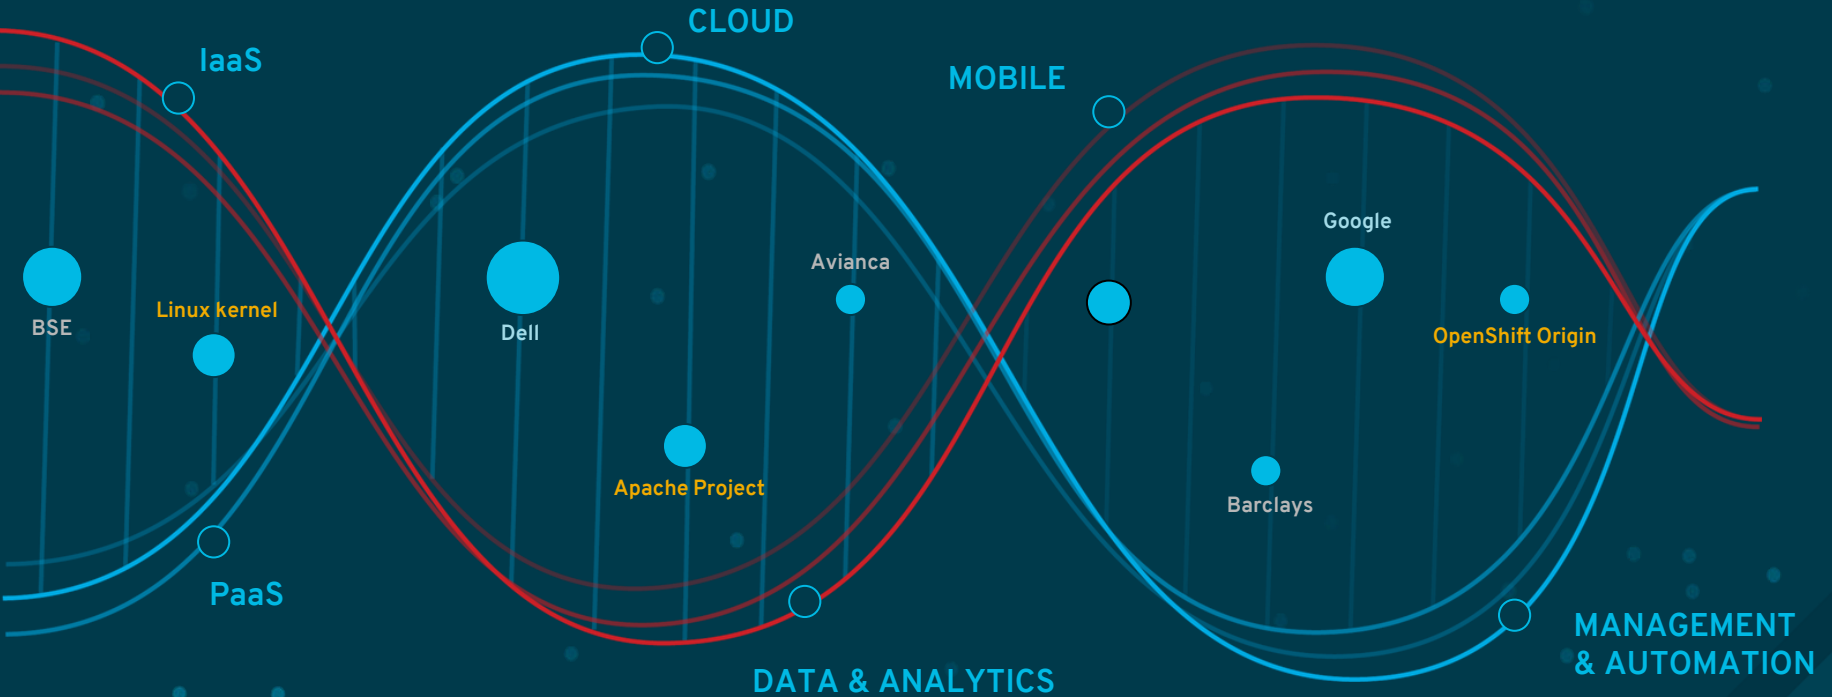 CLOUD
IaaS
MOBILE
Google
Avianca
Linux kernel
BSE
Dell
OpenShift Origin
Apache Project
Barclays
PaaS
MANAGEMENT
& AUTOMATION
DATA & ANALYTICS